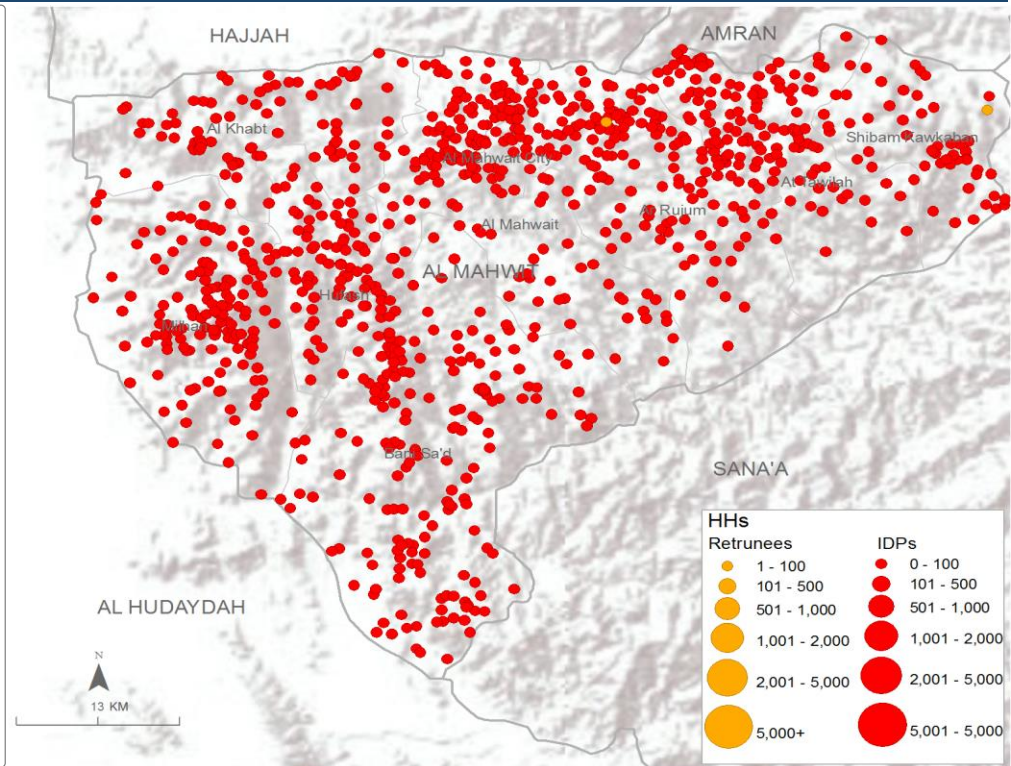 HAJJAH
AMRAN
Al Khabt
Shibam Kawkaban
Al Mahwait City
At Tawilah
Ar Rujum
Al Mahwait
AL MAHWIT
Hufash
Milhan
Bani Sa'd
SANA'A
AL HUDAYDAH
N
13 KM
HHs
Retrunees
IDPs
1 - 100
0 - 100
101 - 500
101 - 500
501 - 1,000
501 - 1,000
1,001 - 2,000
1,001 - 2,000
2,001 - 5,000
2,001 - 5,000
5,000+
5,001 - 5,000